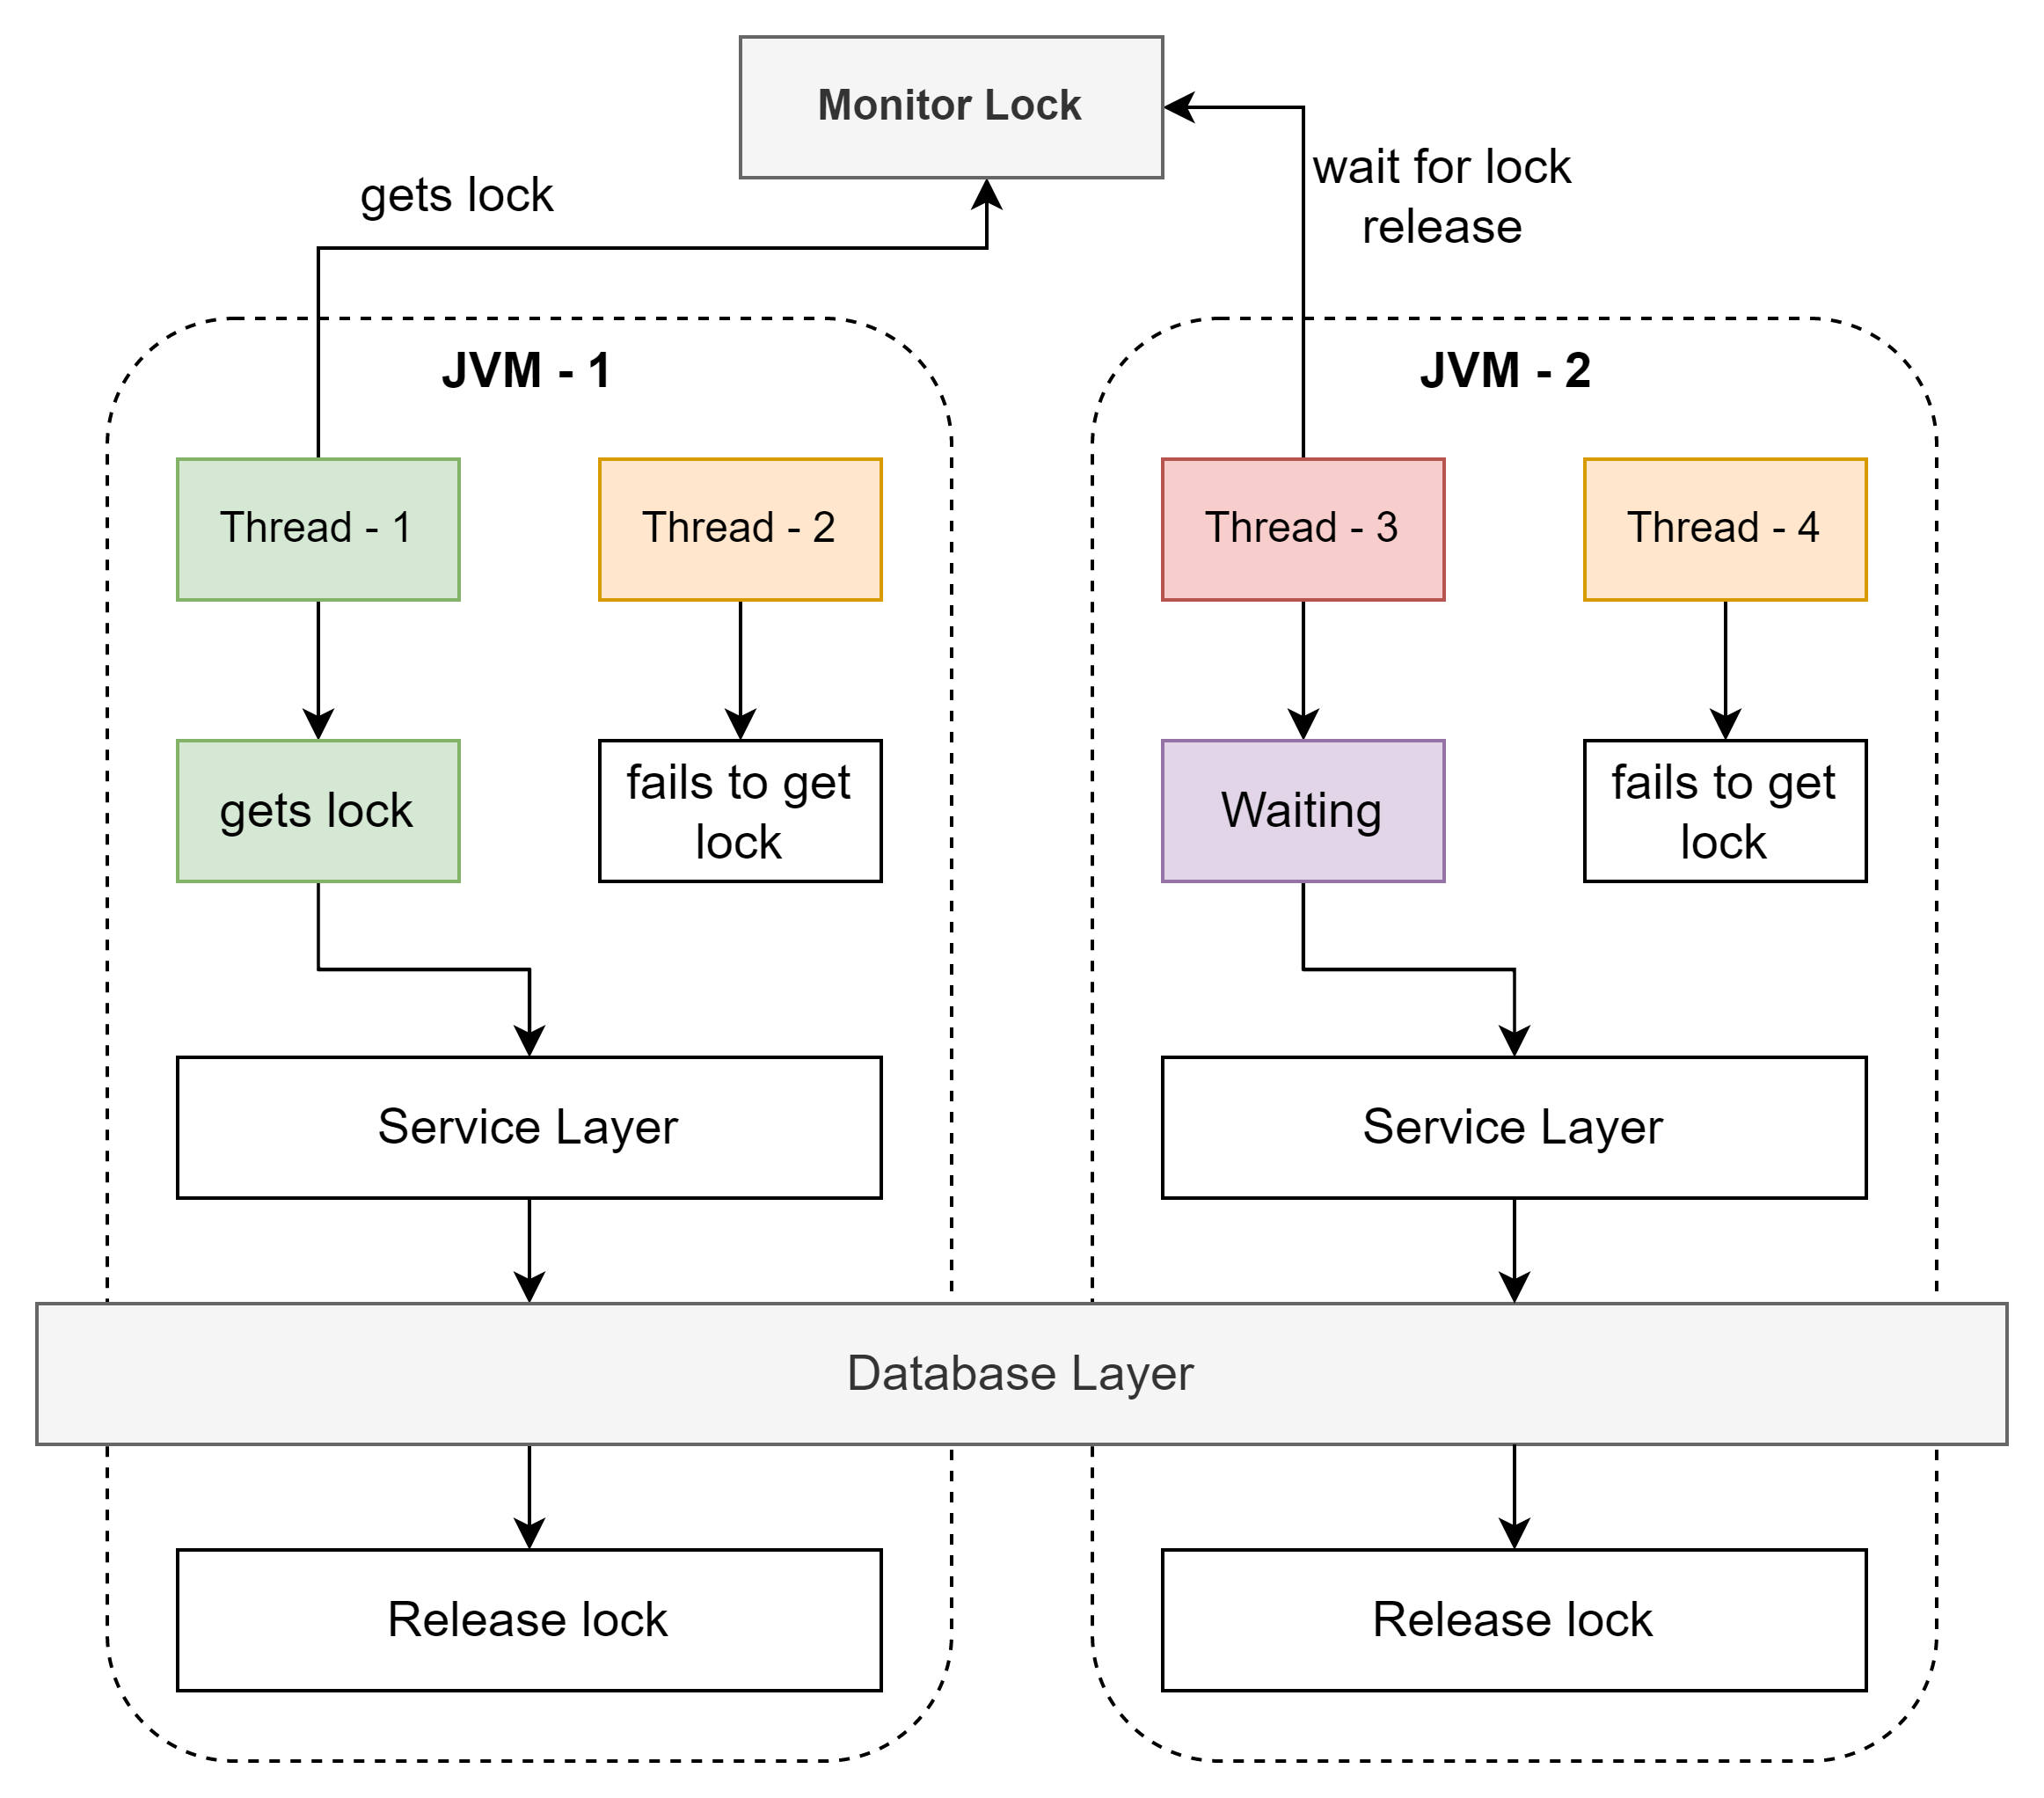 Monitor Lock
gets lock
wait for lock
release
JVM - 1
JVM - 2
Thread - 1
Thread - 2
Thread - 3
Thread - 4
gets lock
fails to get
lock
Waiting
fails to get
lock
Service Layer
Service Layer
Database Layer
Release lock
Release lock